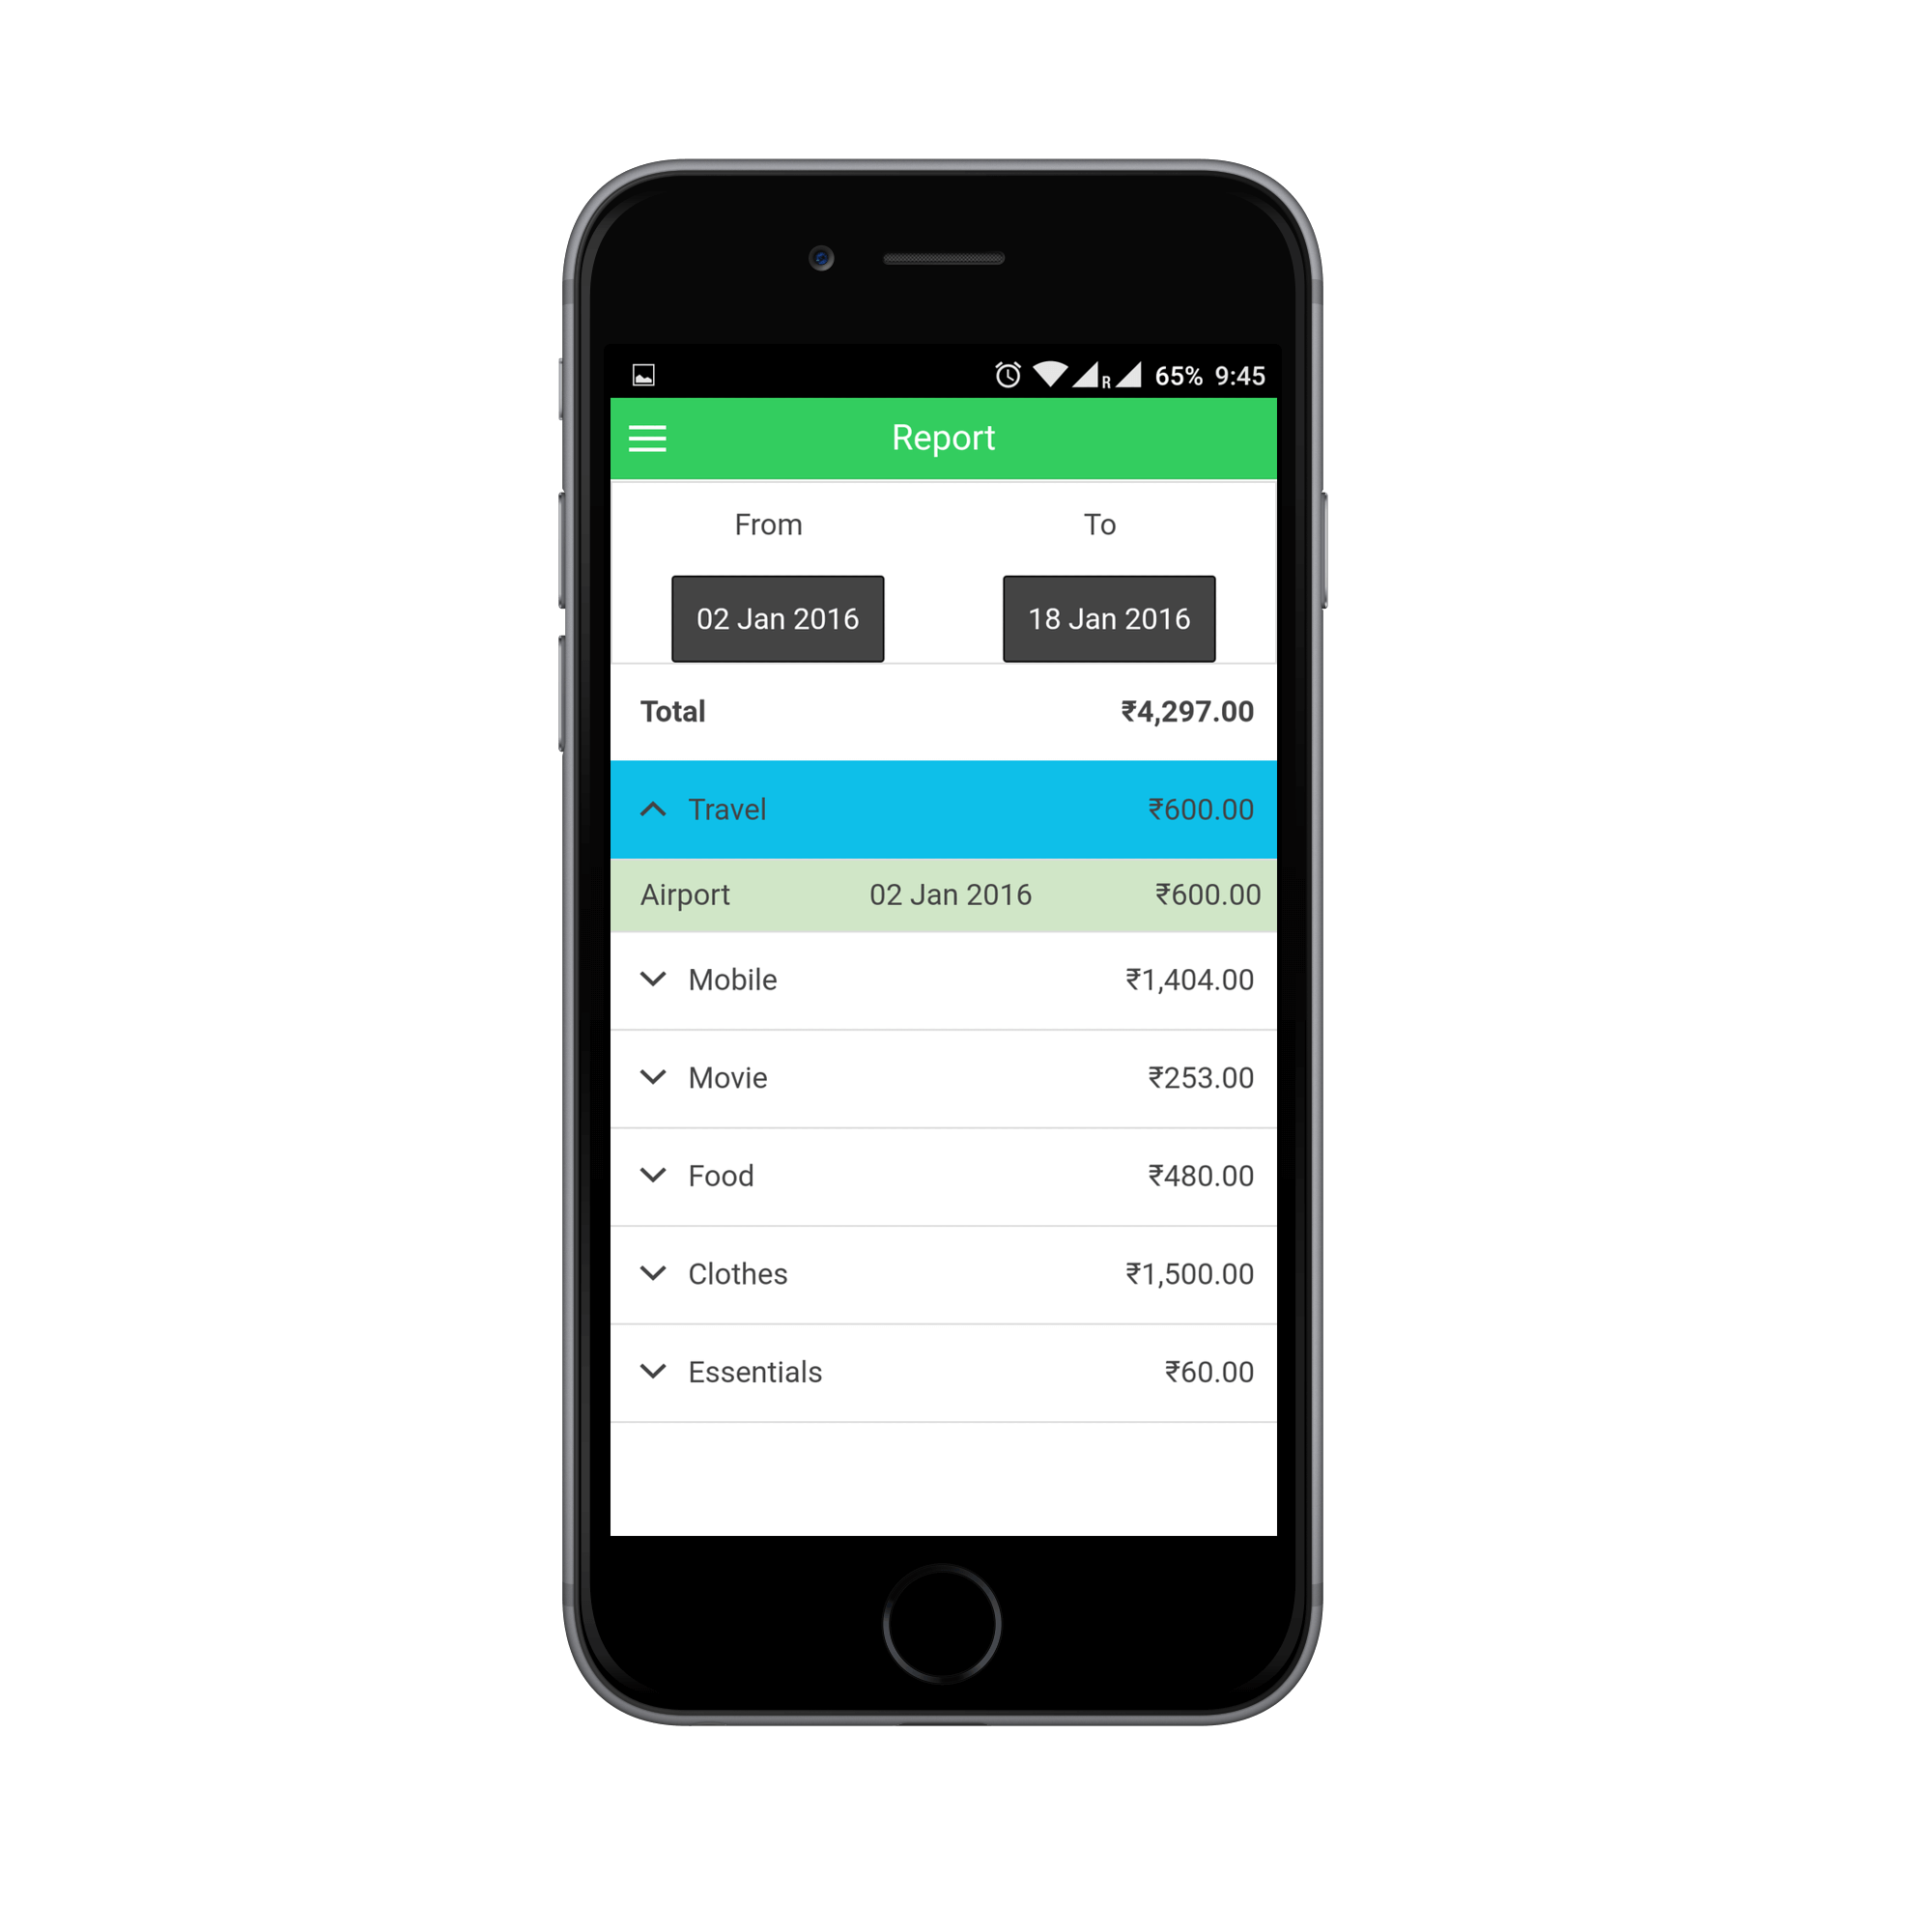 R 65% 9:45
Report
From To
02 Jan 2016 18 Jan 2016
Total ₹4,297.00
Travel ₹600.00
Airport 02 Jan 2016 ₹600.00
Mobile ₹1,404.00
Movie ₹253.00
Food ₹480.00
Clothes ₹1,500.00
Essentials ₹60.00